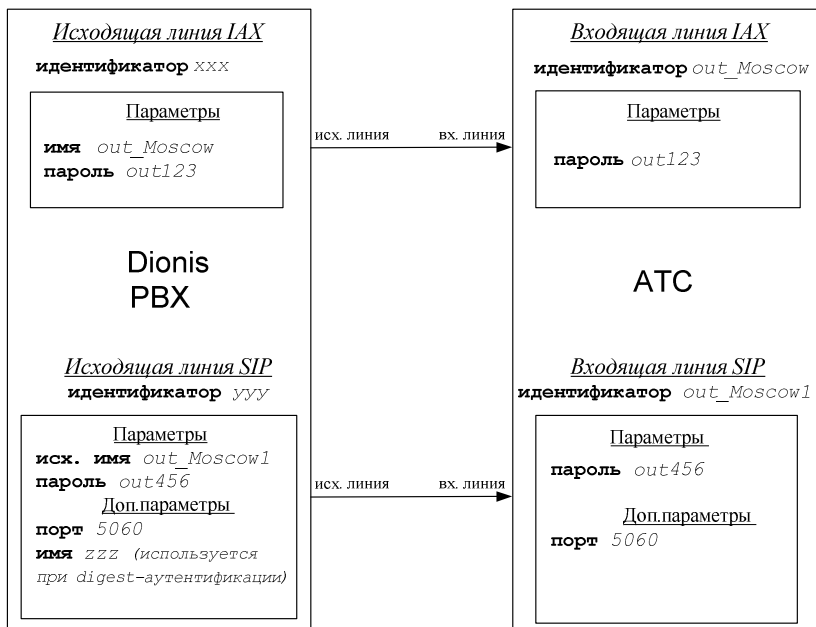 Исходящая линия IAX
идентификатор xxx
Параметры
имя out_Moscow
пароль out123
исх. линия
вх. линия
Входящая линия IAX
идентификатор out_Moscow
Параметры
пароль out123
Dionis
PBX
АТС
Исходящая линия SIP
идентификатор yyy
Параметры
исх. имя out_Moscow1
пароль out456
Доп.параметры
порт 5060
имя zzz (используется
при digest-аутентификации)
исх. линия
вх. линия
Входящая линия SIP
идентификатор out_Moscow1
Параметры
пароль out456
Доп.параметры
порт 5060